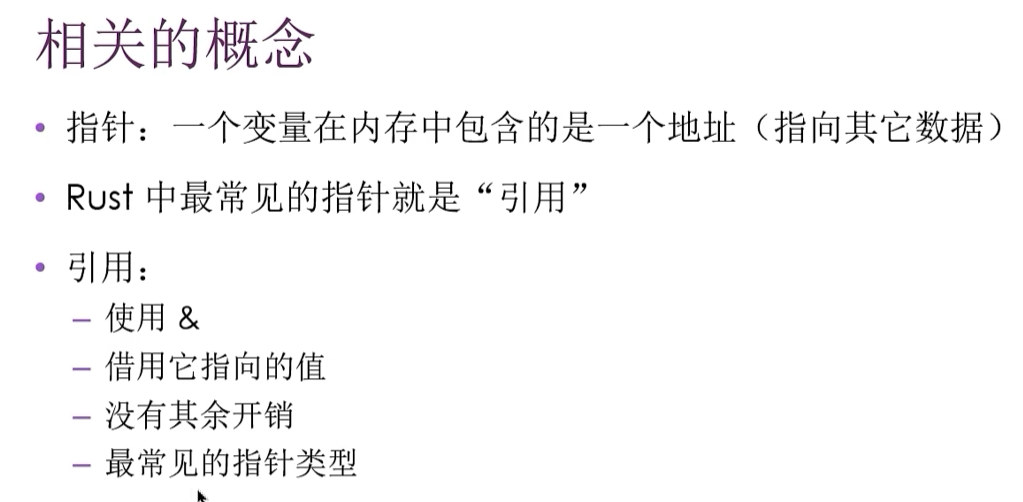 相关的概念
• 指针：一个变量在内存中包含的是一个地址（指向其它数据）
• Rust 中最常见的指针就是“引用”
• 引用：
– 使用 &
– 借用它指向的值
– 没有其余开销
– 最常见的指针类型